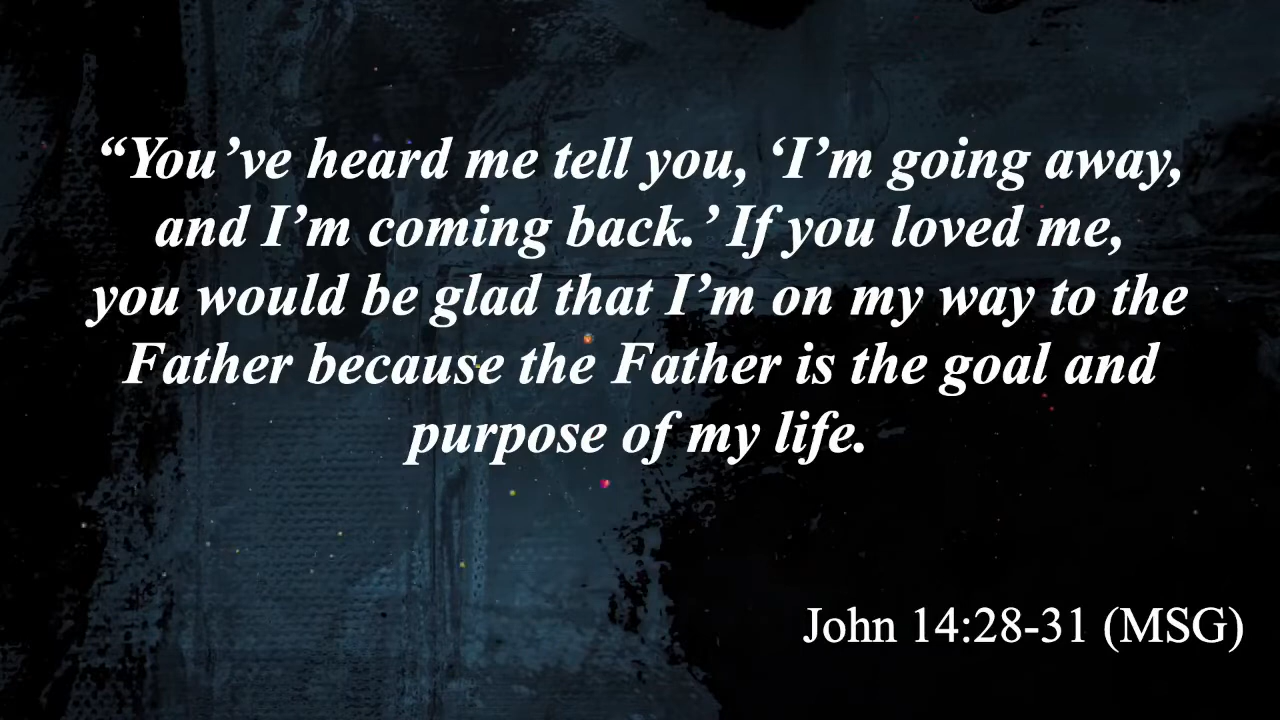 “You’ve heard me tell you, ‘I’m going away,
and I’m coming back.’ If you loved me,
you would be glad that I’m on my way to the
Father because the Father is the goal and
purpose of my life.
John 14:28-31 (MSG)